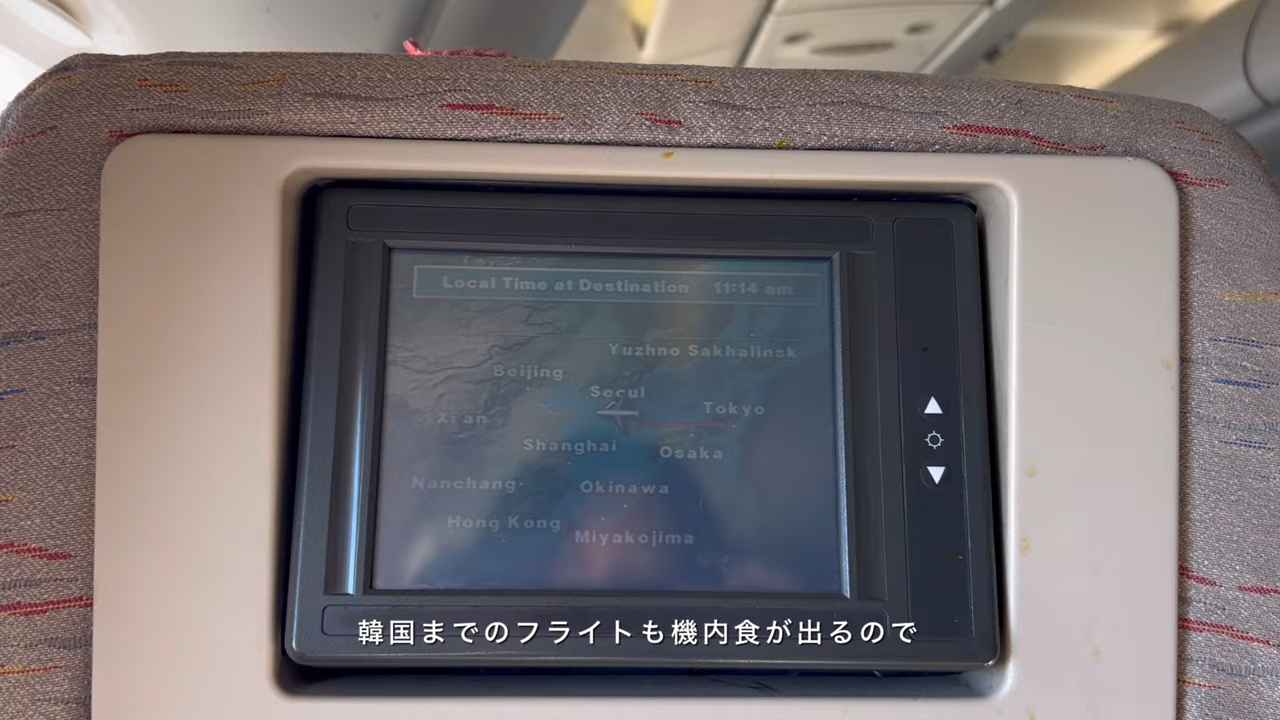 Local Time at Destination 11:14 am
Yuzhno Sakhalinsk
Beijing
Seoul
Tokyo
Xi an
Shanghai
Osaka
Nanchang
Okinawa
Hong Kong
Miyakojima
韓国までのフライトも機内食が出るので